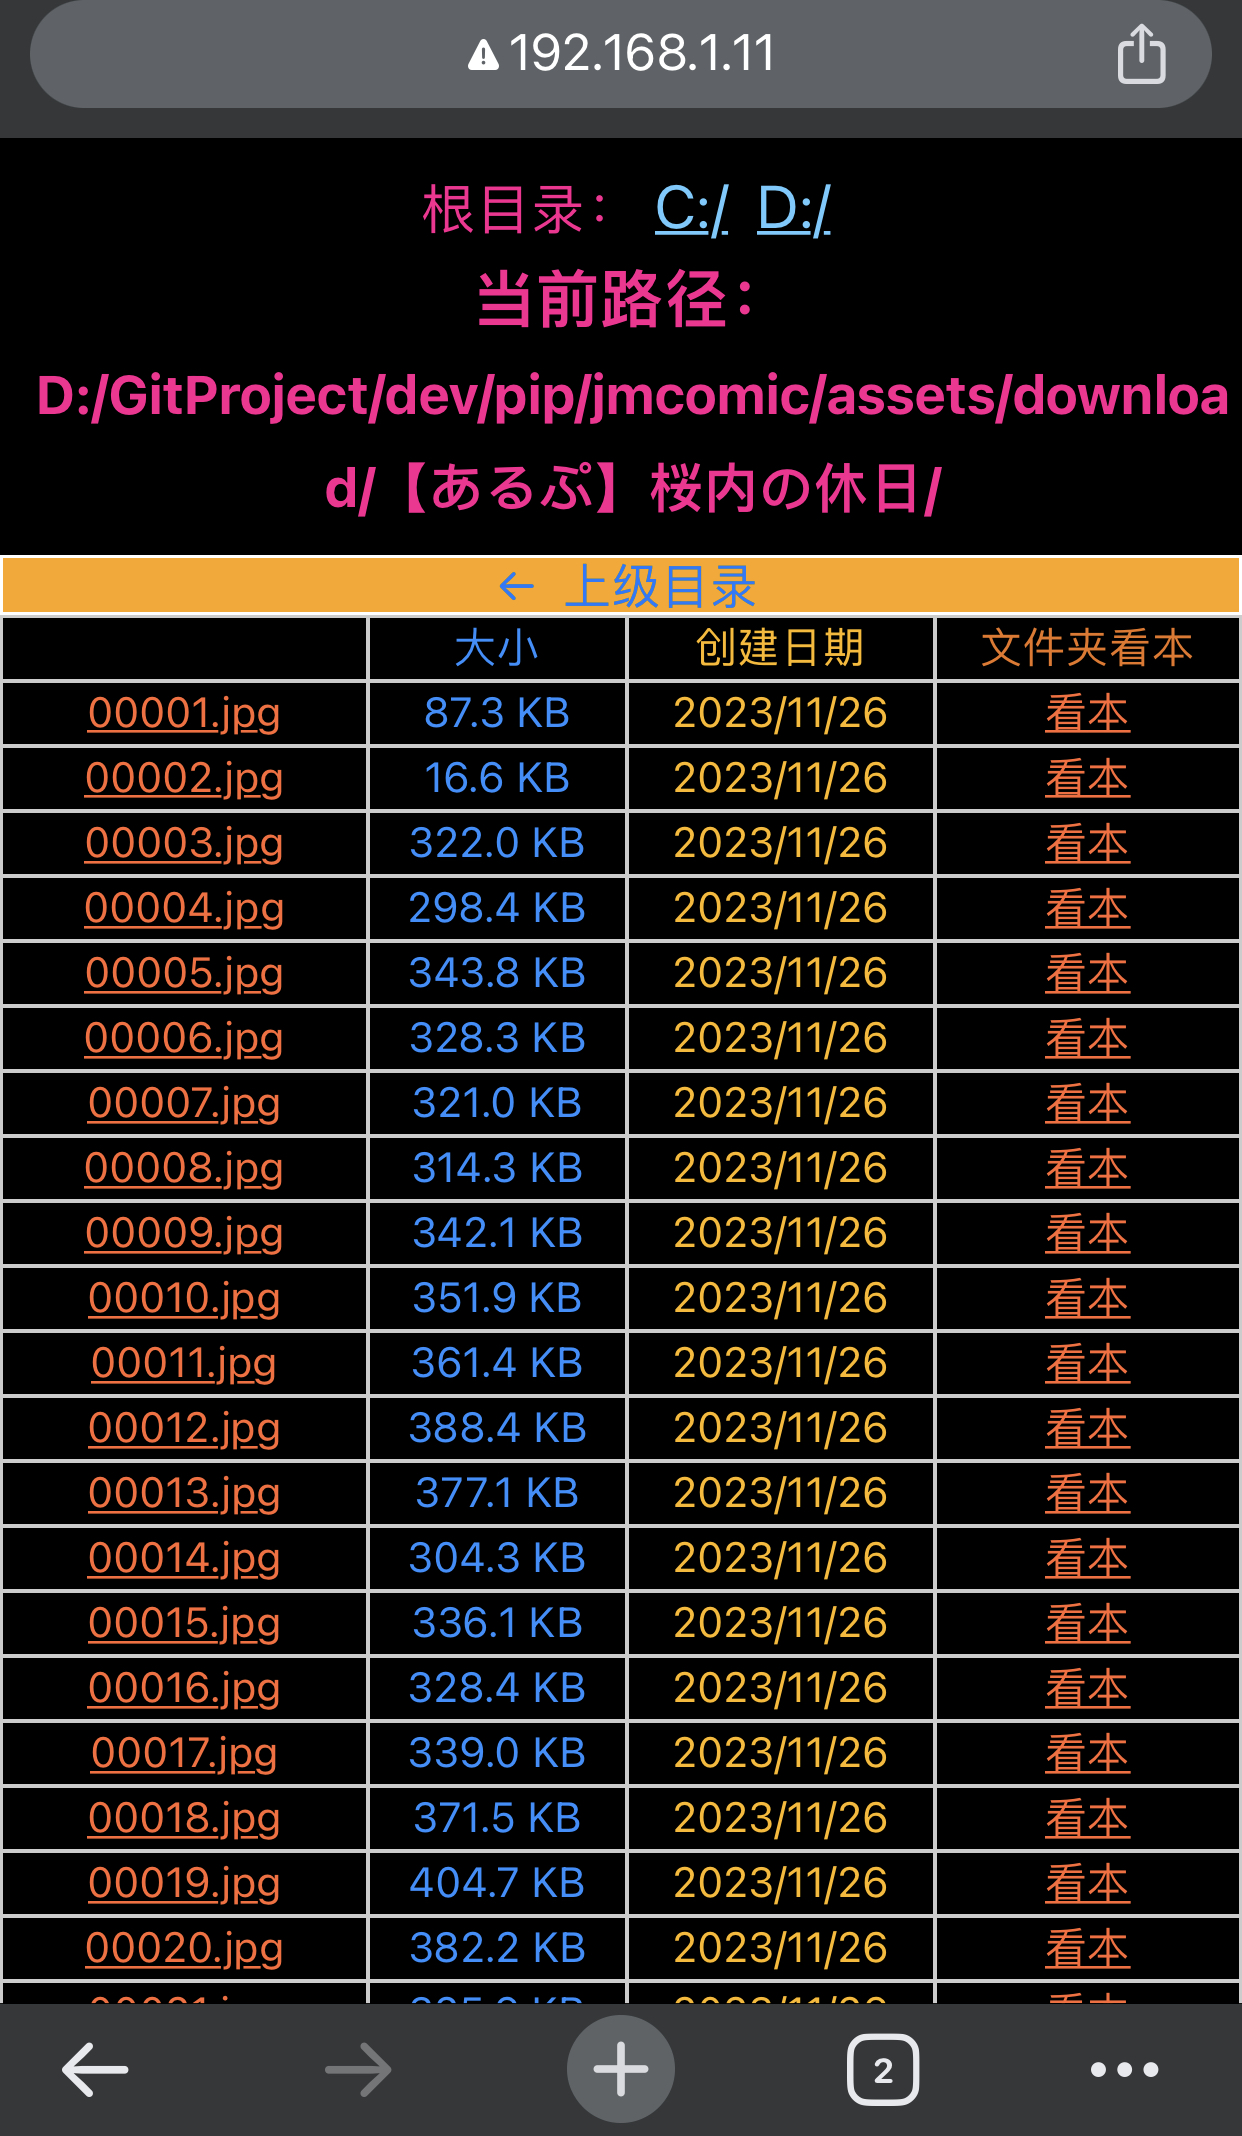 192.168.1.11
根目录： C:/ D:/
当前路径：
D:/GitProject/dev/pip/jmcomic/assets/downloa
d/【あるぷ】桜内の休日/
← 上级目录
大小 创建日期 文件夹看本
00001.jpg 87.3 KB 2023/11/26 看本
00002.jpg 16.6 KB 2023/11/26 看本
00003.jpg 322.0 KB 2023/11/26 看本
00004.jpg 298.4 KB 2023/11/26 看本
00005.jpg 343.8 KB 2023/11/26 看本
00006.jpg 328.3 KB 2023/11/26 看本
00007.jpg 321.0 KB 2023/11/26 看本
00008.jpg 314.3 KB 2023/11/26 看本
00009.jpg 342.1 KB 2023/11/26 看本
00010.jpg 351.9 KB 2023/11/26 看本
00011.jpg 361.4 KB 2023/11/26 看本
00012.jpg 388.4 KB 2023/11/26 看本
00013.jpg 377.1 KB 2023/11/26 看本
00014.jpg 304.3 KB 2023/11/26 看本
00015.jpg 336.1 KB 2023/11/26 看本
00016.jpg 328.4 KB 2023/11/26 看本
00017.jpg 339.0 KB 2023/11/26 看本
00018.jpg 371.5 KB 2023/11/26 看本
00019.jpg 404.7 KB 2023/11/26 看本
00020.jpg 382.2 KB 2023/11/26 看本
2